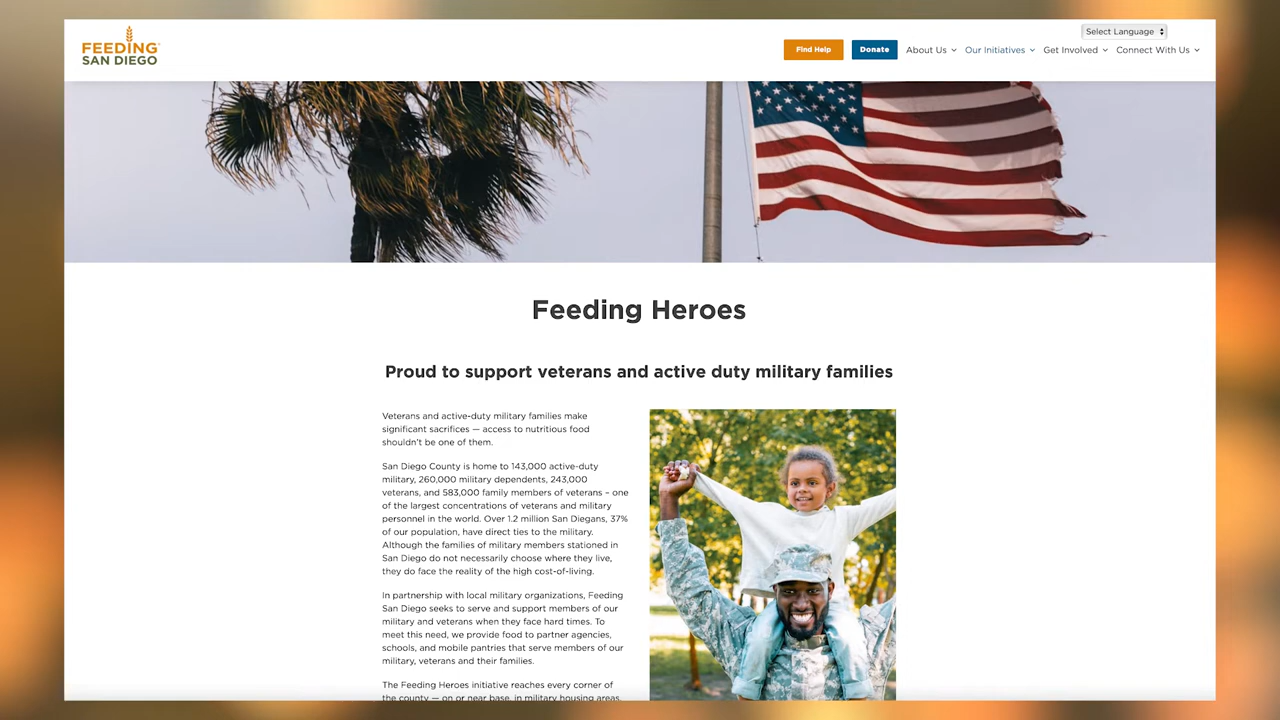 Select Language
FEEDING
SAN DIEGO
Find Help
Donate
About Us
Our Initiatives
Get Involved
Connect With Us
Feeding Heroes
Proud to support veterans and active duty military families
Veterans and active-duty military families make
significant sacrifices — access to nutritious food
shouldn't be one of them.
San Diego County is home to 143,000 active-duty
military, 260,000 military dependents, 243,000
veterans, and 583,000 family members of veterans – one
of the largest concentrations of veterans and military
personnel in the world. Over 1.2 million San Diegans, 37%
of our population, have direct ties to the military.
Although the families of military members stationed in
San Diego do not necessarily choose where they live,
they do face the reality of the high cost-of-living.
In partnership with local military organizations, Feeding
San Diego seeks to serve and support members of our
military and veterans when they face hard times. To
meet this need, we provide food to partner agencies,
schools, and mobile pantries that serve members of our
military, veterans and their families.
The Feeding Heroes initiative reaches every corner of
the county — on or near base, in military housing areas,